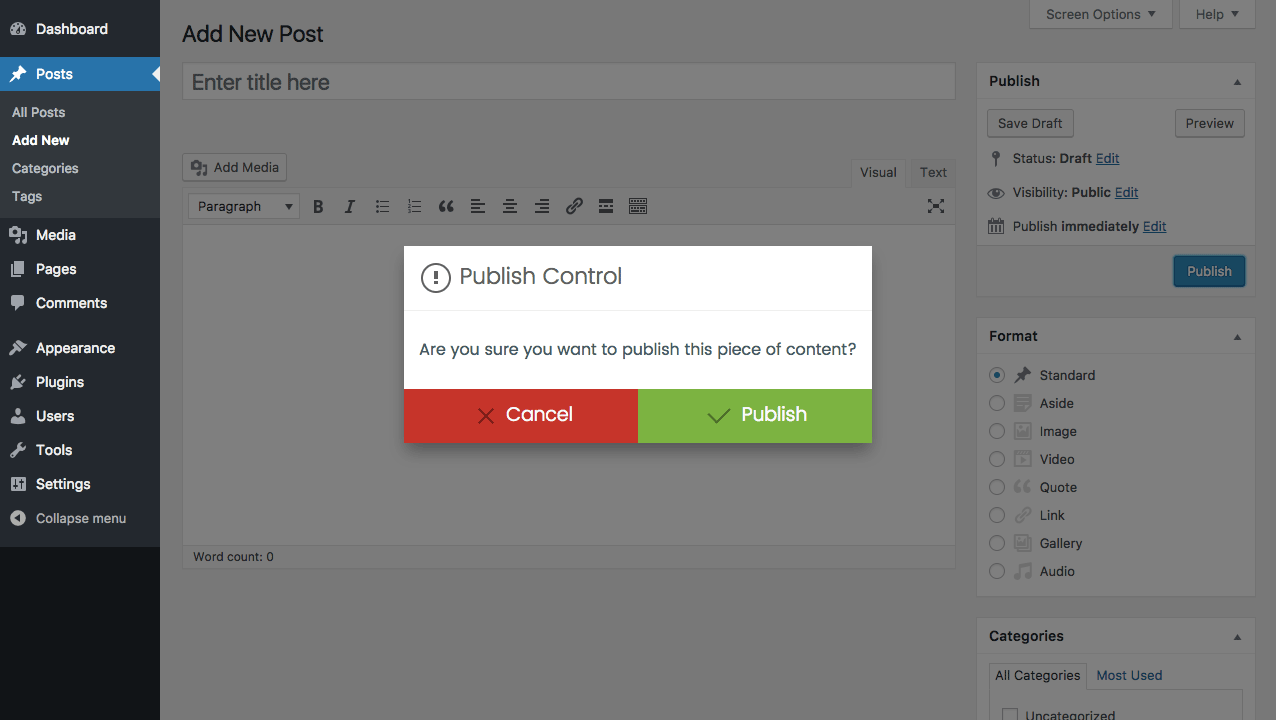 Dashboard
Posts
All Posts
Add New
Categories
Tags
Media
Pages
Comments
Appearance
Plugins
Users
Tools
Settings
Collapse menu
Screen Options
Help
Add New Post
Enter title here
Add Media
Visual
Text
Paragraph
Word count: 0
Publish Control
Are you sure you want to publish this piece of content?
Cancel
Publish
Publish
Save Draft
Preview
Status: Draft Edit
Visibility: Public Edit
Publish immediately Edit
Publish
Format
Standard
Aside
Image
Video
Quote
Link
Gallery
Audio
Categories
All Categories
Most Used
Uncategorized